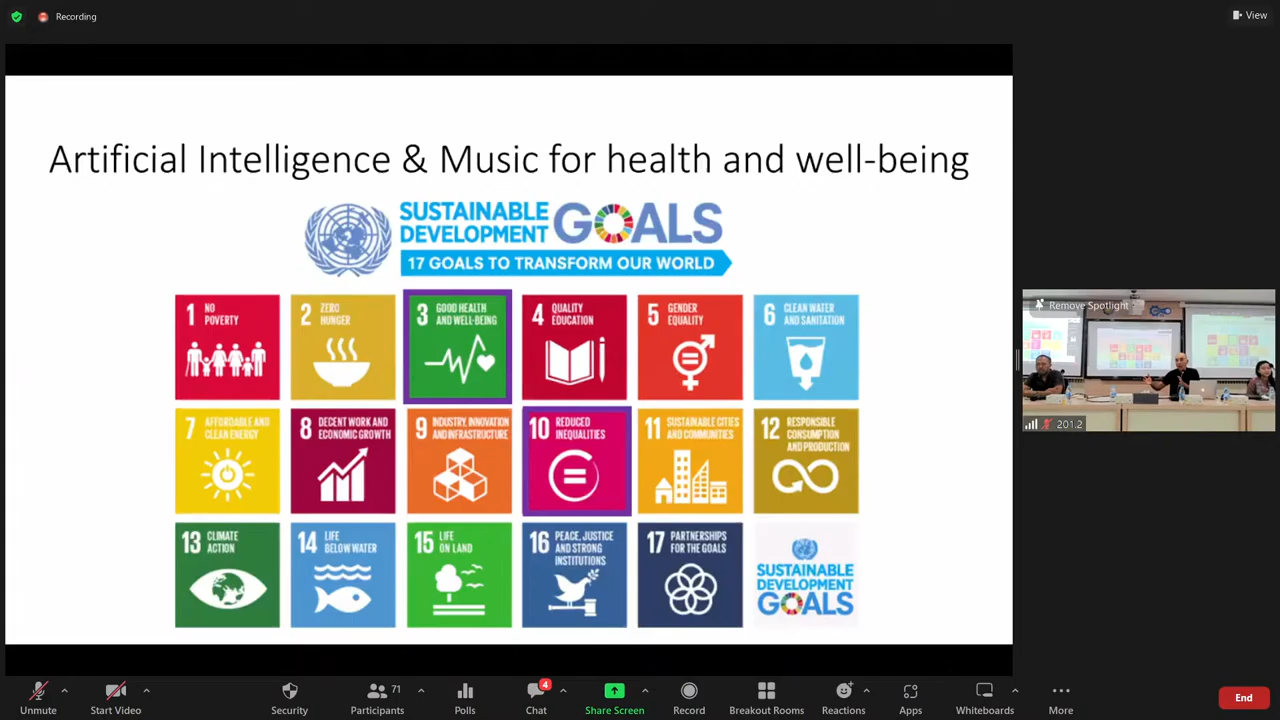 Recording
View
Artificial Intelligence & Music for health and well-being
SUSTAINABLE
DEVELOPMENT
GOALS
17 GOALS TO TRANSFORM OUR WORLD
1 NO
POVERTY
2 ZERO
HUNGER
3 GOOD HEALTH
AND WELL-BEING
4 QUALITY
EDUCATION
5 GENDER
EQUALITY
6 CLEAN WATER
AND SANITATION
7 AFFORDABLE AND
CLEAN ENERGY
8 DECENT WORK AND
ECONOMIC GROWTH
9 INDUSTRY, INNOVATION
AND INFRASTRUCTURE
10 REDUCED
INEQUALITIES
11 SUSTAINABLE CITIES
AND COMMUNITIES
12 RESPONSIBLE
CONSUMPTION
AND PRODUCTION
13 CLIMATE
ACTION
14 LIFE
BELOW WATER
15 LIFE
ON LAND
16 PEACE, JUSTICE
AND STRONG
INSTITUTIONS
17 PARTNERSHIPS
FOR THE GOALS
SUSTAINABLE
DEVELOPMENT
GOALS
Remove Spotlight
201.2
Unmute
Start Video
Security
71
Participants
Polls
4
Chat
Share Screen
Record
Breakout Rooms
Reactions
Apps
Whiteboards
More
End